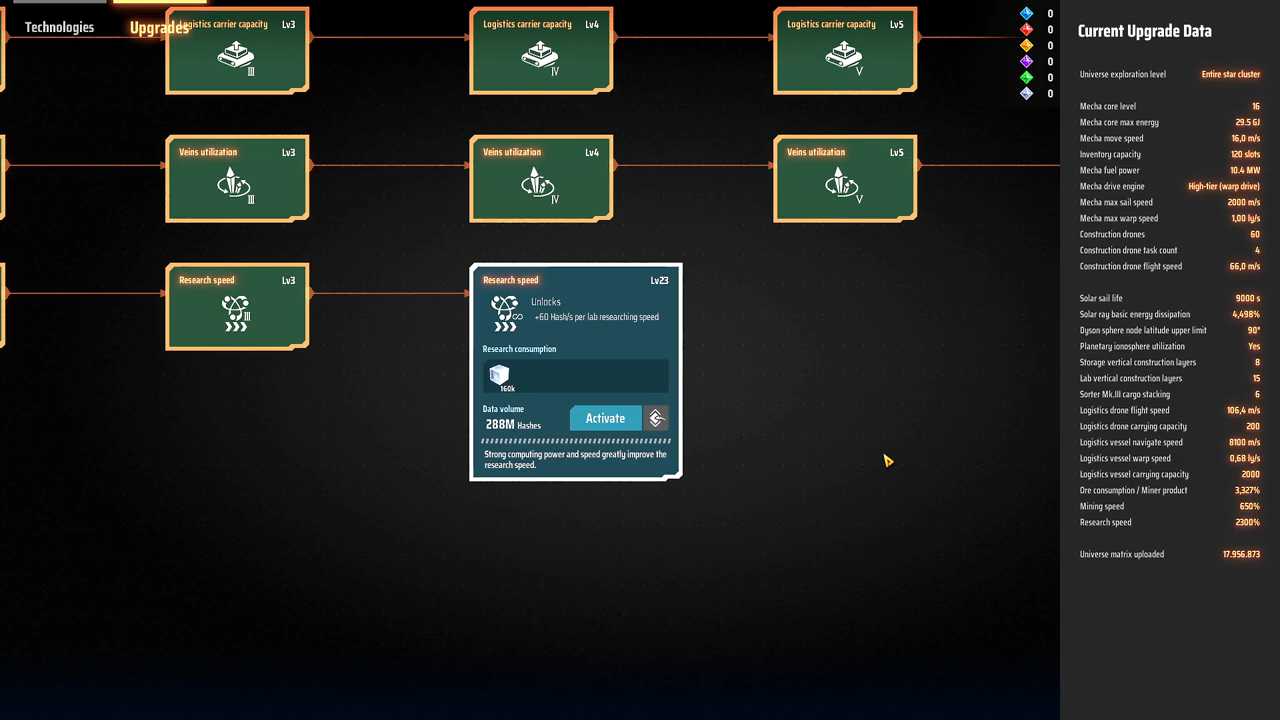 Technologies
Upgrades
Logistics carrier capacity Lv3
III
Logistics carrier capacity Lv4
IV
Logistics carrier capacity Lv5
V
0
0
0
0
0
0
Veins utilization Lv3
III
Veins utilization Lv4
IV
Veins utilization Lv5
V
Research speed Lv3
III
Research speed Lv23
∞
Unlocks
+60 Hash/s per lab researching speed
Research consumption
160k
Data volume
288M Hashes
Activate
Strong computing power and speed greatly improve the
research speed.
Current Upgrade Data
Universe exploration level Entire star cluster
Mecha core level 16
Mecha core max energy 29.5 GJ
Mecha move speed 16,0 m/s
Inventory capacity 120 slots
Mecha fuel power 10.4 MW
Mecha drive engine High-tier (warp drive)
Mecha max sail speed 2000 m/s
Mecha max warp speed 1,00 ly/s
Construction drones 60
Construction drone task count 4
Construction drone flight speed 66,0 m/s
Solar sail life 9000 s
Solar ray basic energy dissipation 4,498%
Dyson sphere node latitude upper limit 90°
Planetary ionosphere utilization Yes
Storage vertical construction layers 8
Lab vertical construction layers 15
Sorter Mk.III cargo stacking 6
Logistics drone flight speed 106,4 m/s
Logistics drone carrying capacity 200
Logistics vessel navigate speed 8100 m/s
Logistics vessel warp speed 0,68 ly/s
Logistics vessel carrying capacity 2000
Ore consumption / Miner product 3,327%
Mining speed 650%
Research speed 2300%
Universe matrix uploaded 17.956.873